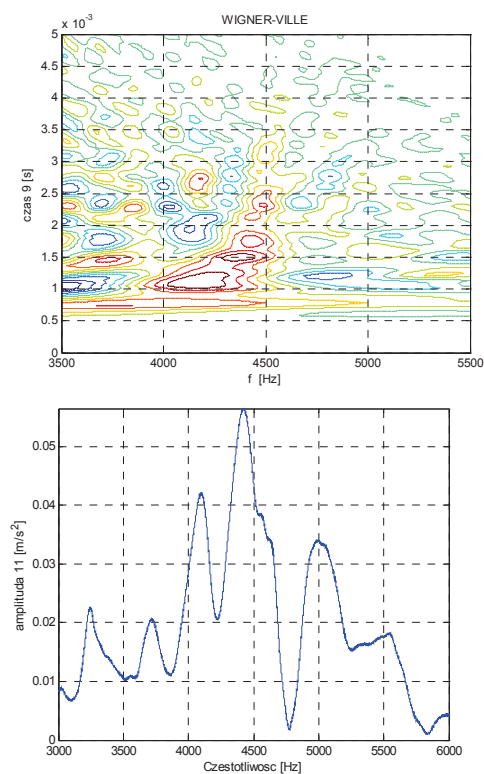 x 10-3
WIGNER-VILLE
5
4.5
4
3.5
3
2.5
2
1.5
1
0.5
0
czas 9 [s]
3500 4000 4500 5000 5500
f [Hz]
0.05
0.04
0.03
0.02
0.01
0
amplituda 11 [m/s2]
3000 3500 4000 4500 5000 5500 6000
Czestotliwosc [Hz]